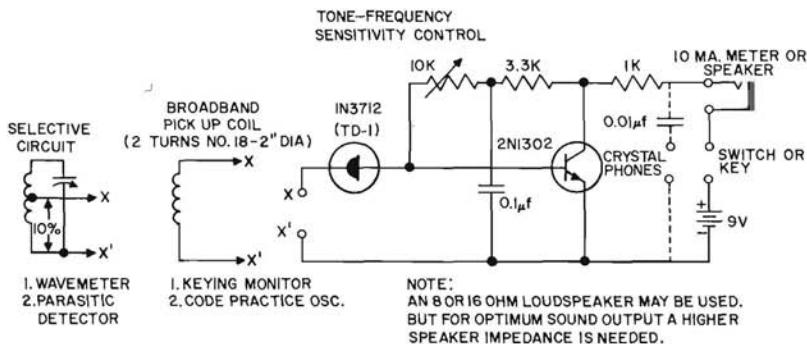 TONE-FREQUENCY
SENSITIVITY CONTROL
10K
3.3K
1K
10 MA. METER OR
SPEAKER
SELECTIVE
CIRCUIT
BROADBAND
PICK UP COIL
(2 TURNS NO. 18-2" DIA)
IN3712
(TD-1)
2N1302
0.01µf
CRYSTAL
PHONES
SWITCH OR
KEY
X
X
X
10%
X'
X'
X'
0.1µf
+
-
9V
1. WAVEMETER
2. PARASITIC
DETECTOR
1. KEYING MONITOR
2. CODE PRACTICE OSC.
NOTE:
AN 8 OR 16 OHM LOUDSPEAKER MAY BE USED.
BUT FOR OPTIMUM SOUND OUTPUT A HIGHER
SPEAKER IMPEDANCE IS NEEDED.